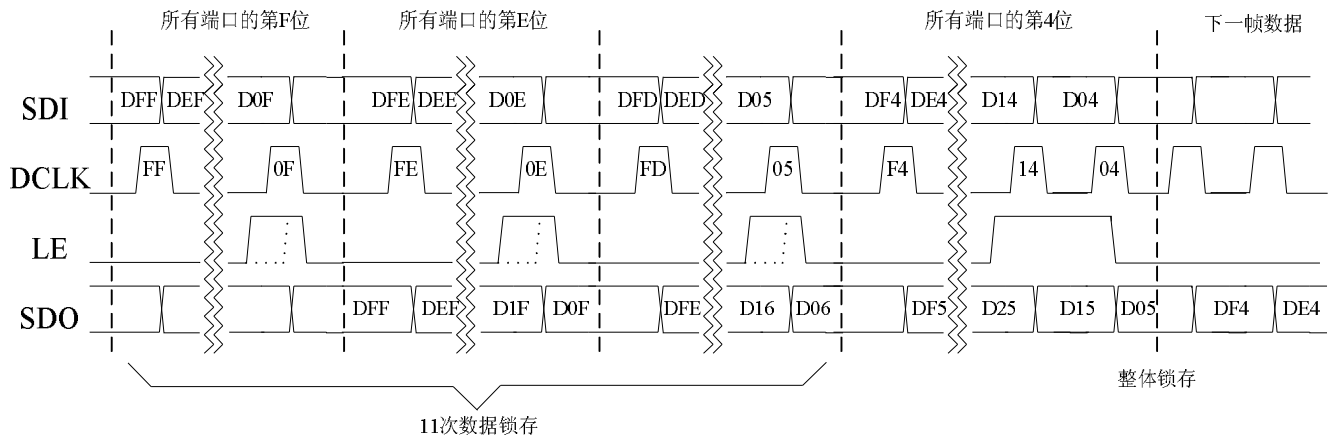 所有端口的第F位 所有端口的第E位 所有端口的第4位 下一帧数据
SDI DFF DEF D0F DFE DEE D0E DFD DED D05 DF4 DE4 D14 D04
DCLK FF 0F FE 0E FD 05 F4 14 04
LE
SDO DFF DEF D1F D0F DFE D16 D06 DF5 D25 D15 D05 DF4 DE4
整体锁存
11次数据锁存